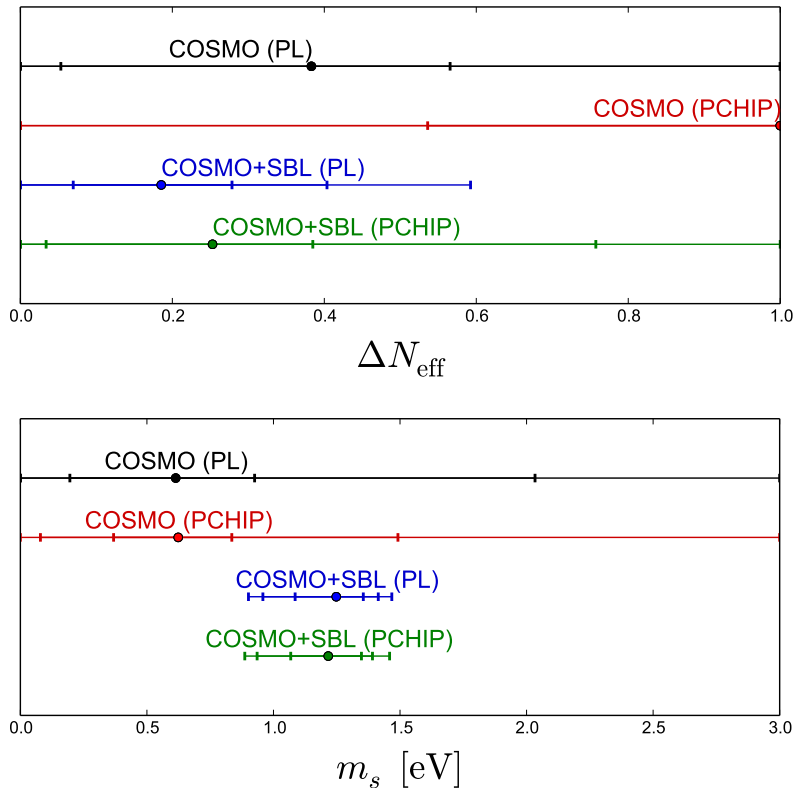 COSMO (PL)
COSMO (PCHIP)
COSMO+SBL (PL)
COSMO+SBL (PCHIP)
0.0 0.2 0.4 0.6 0.8 1.0
ΔN_eff
COSMO (PL)
COSMO (PCHIP)
COSMO+SBL (PL)
COSMO+SBL (PCHIP)
0.0 0.5 1.0 1.5 2.0 2.5 3.0
m_s [eV]